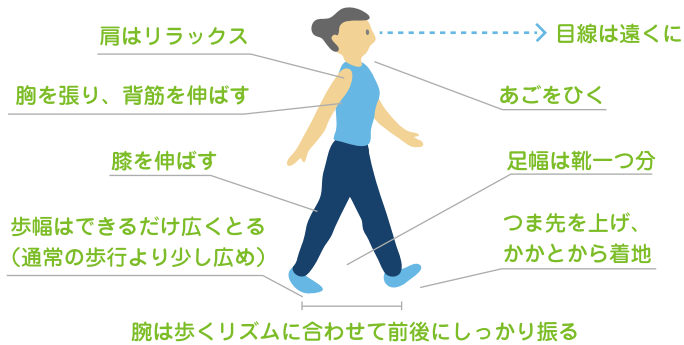 肩はリラックス
目線は遠くに
胸を張り、背筋を伸ばす
あごをひく
膝を伸ばす
足幅は靴一つ分
歩幅はできるだけ広くとる
（通常の歩行より少し広め）
つま先を上げ、
かかとから着地
腕は歩くリズムに合わせて前後にしっかり振る